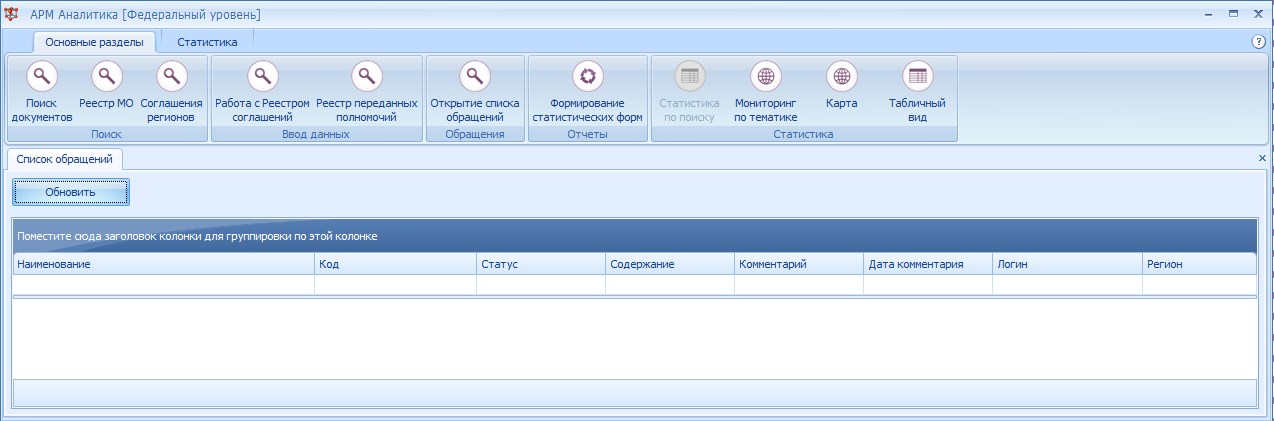 АРМ Аналитика [Федеральный уровень]
Основные разделы Статистика
?
Поиск документов Реестр МО Соглашения регионов
Поиск
Работа с Реестром соглашений Реестр переданных полномочий
Ввод данных
Открытие списка обращений
Обращения
Формирование статистических форм
Отчеты
Статистика по поиску Мониторинг по тематике Карта Табличный вид
Статистика
Список обращений
Обновить
Поместите сюда заголовок колонки для группировки по этой колонке
Наименование Код Статус Содержание Комментарий Дата комментария Логин Регион